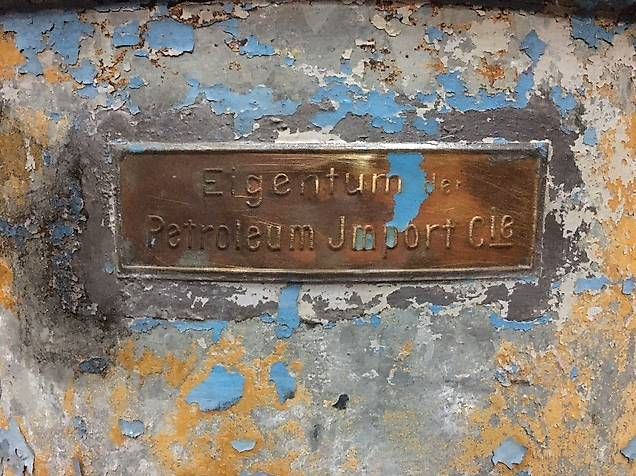 Eigentum der
Petroleum Jmport Cie